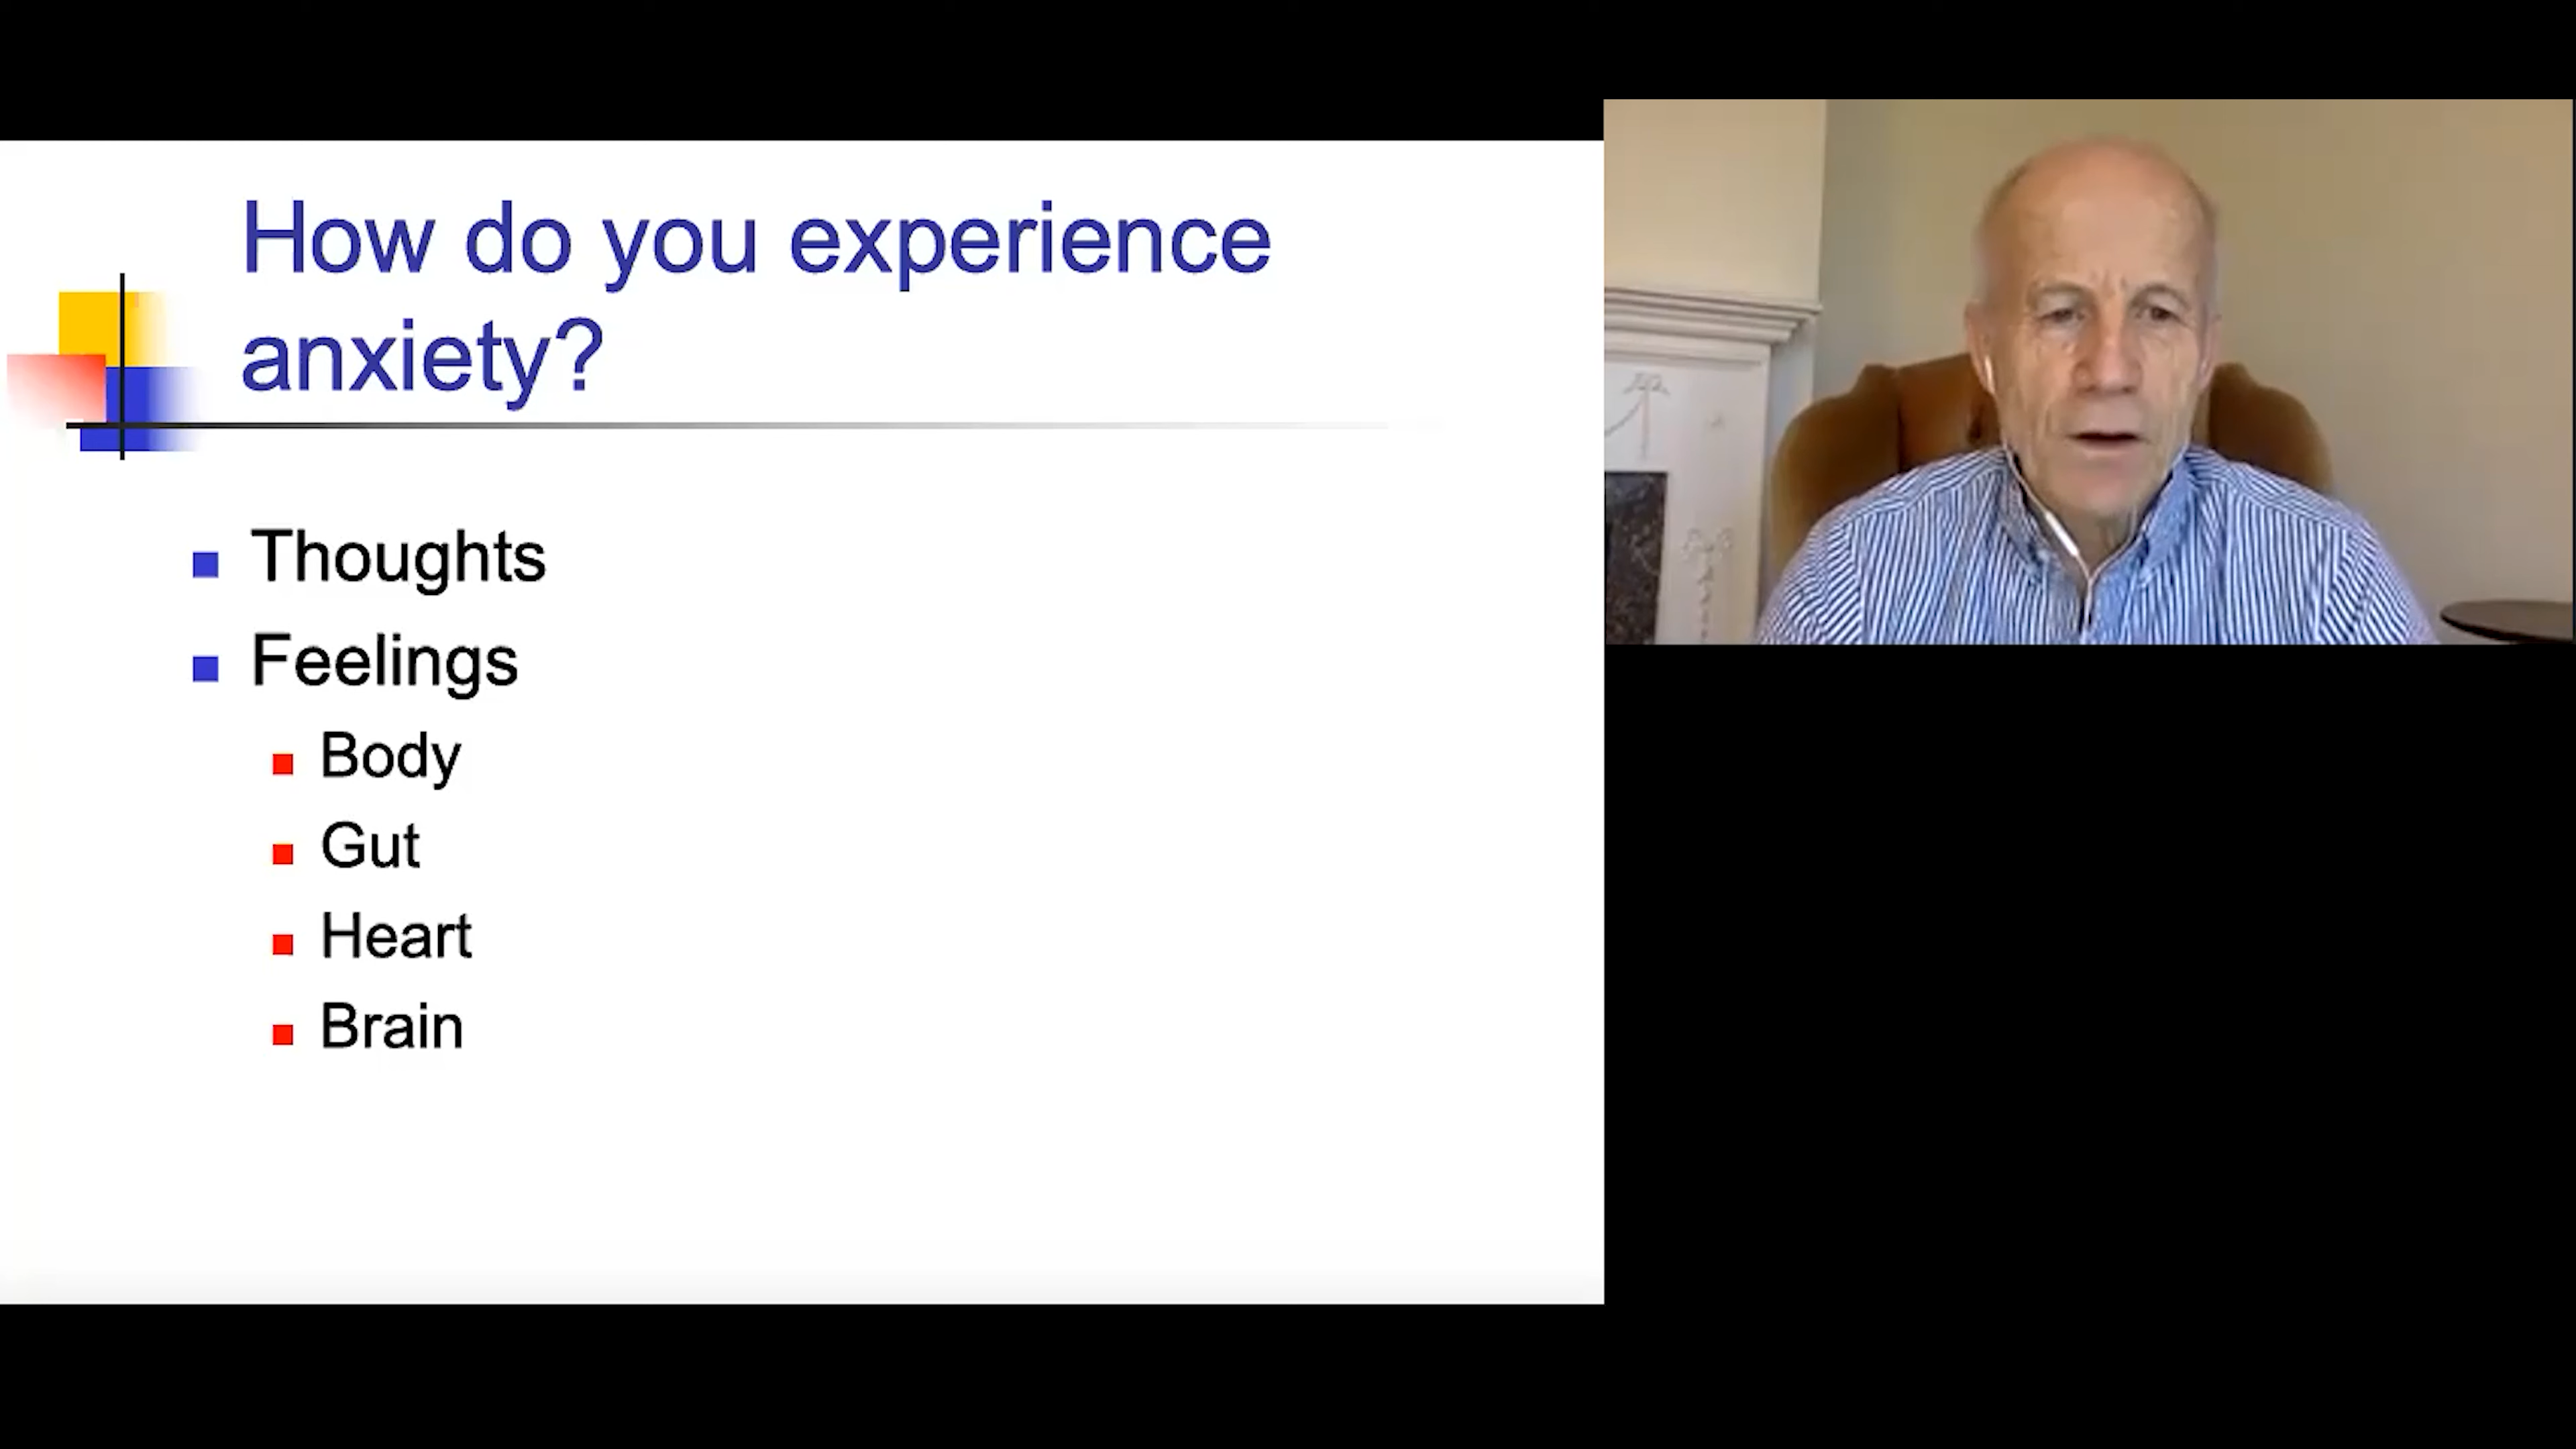 How do you experience
anxiety?
Thoughts
Feelings
Body
Gut
Heart
Brain